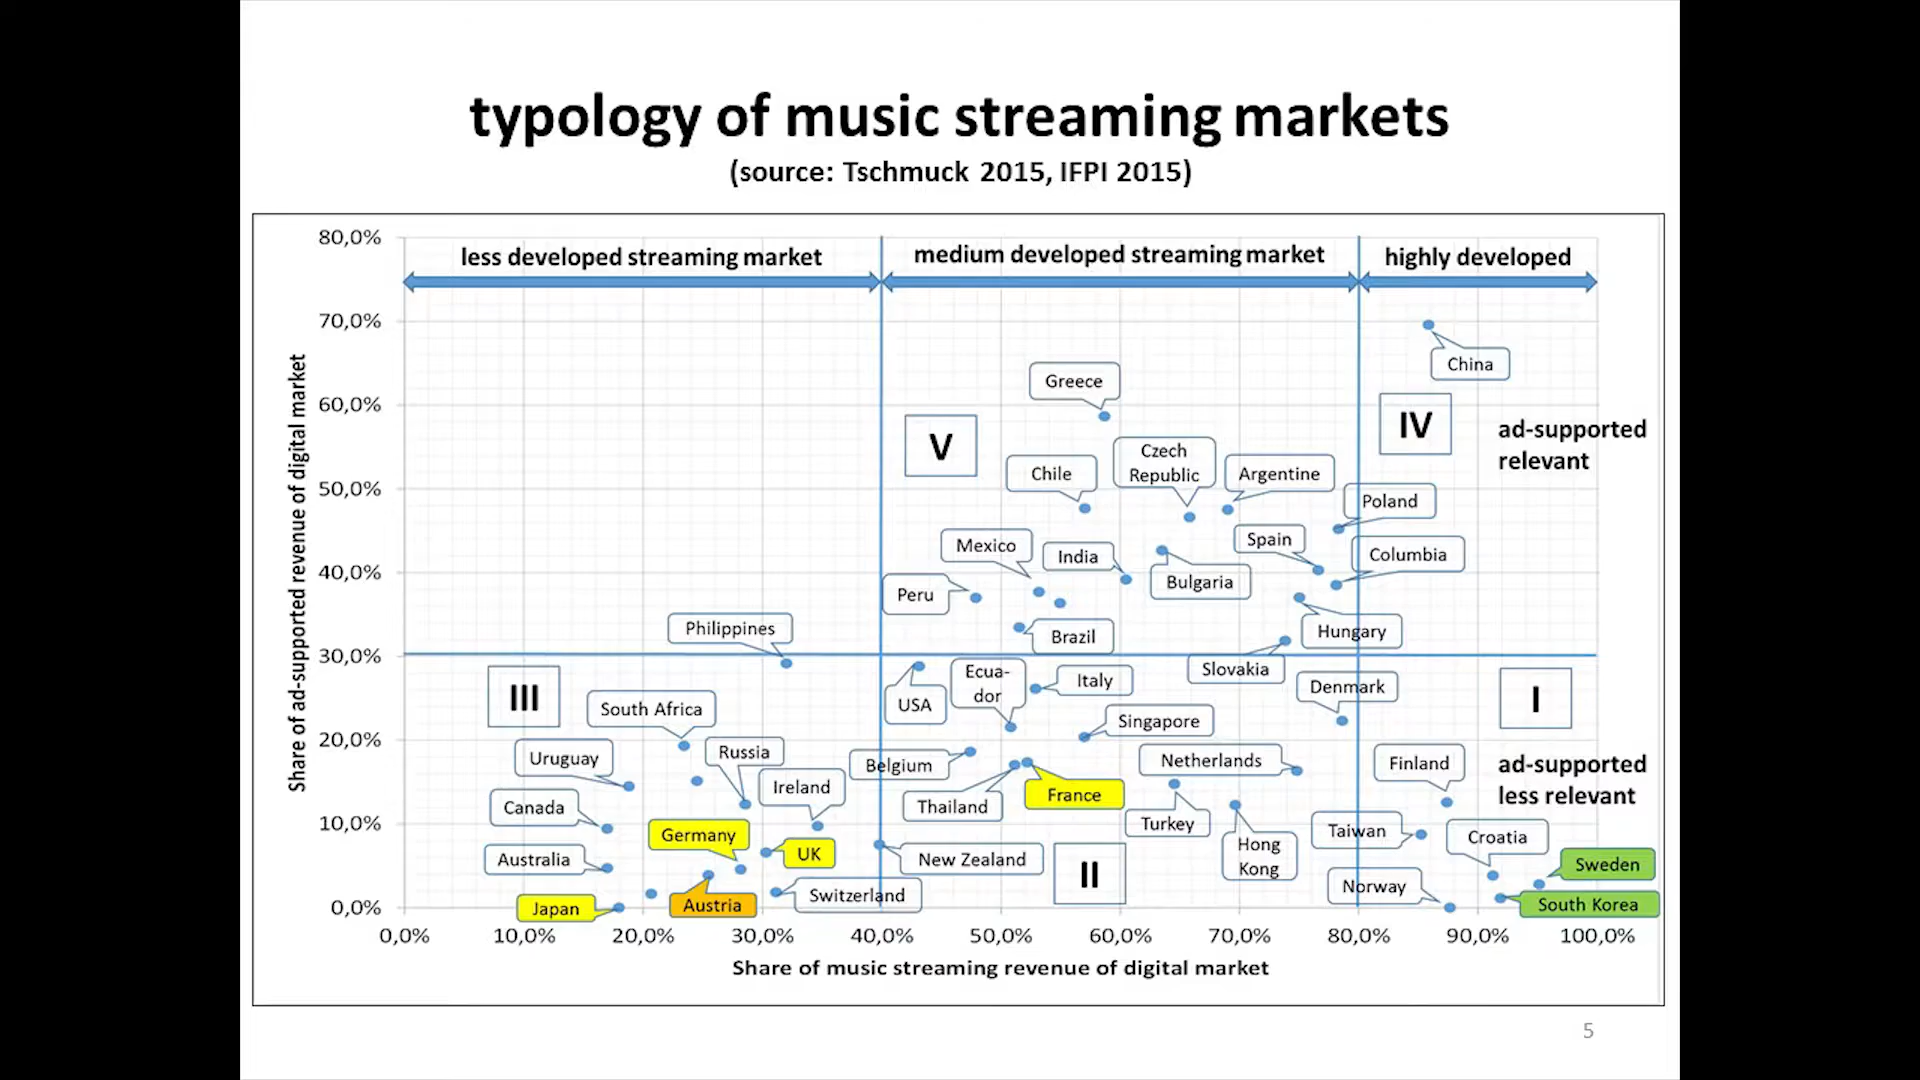 typology of music streaming markets
(source: Tschmuck 2015, IFPI 2015)
80,0%
less developed streaming market
medium developed streaming market
highly developed
70,0%
China
Greece
60,0%
V
IV
ad-supported
relevant
Chile
Czech
Republic
Argentine
50,0%
Poland
Mexico
India
Spain
Columbia
40,0%
Peru
Bulgaria
Philippines
Brazil
Hungary
30,0%
III
USA
Ecua-
dor
Italy
Slovakia
Denmark
I
South Africa
Singapore
20,0%
Uruguay
Russia
Belgium
Netherlands
Finland
ad-supported
less relevant
Canada
Ireland
Thailand
France
Turkey
10,0%
Germany
UK
Taiwan
Croatia
Australia
New Zealand
II
Hong
Kong
Norway
Sweden
0,0%
Japan
Austria
Switzerland
South Korea
0,0%
10,0%
20,0%
30,0%
40,0%
50,0%
60,0%
70,0%
80,0%
90,0%
100,0%
Share of ad-supported revenue of digital market
Share of music streaming revenue of digital market
5